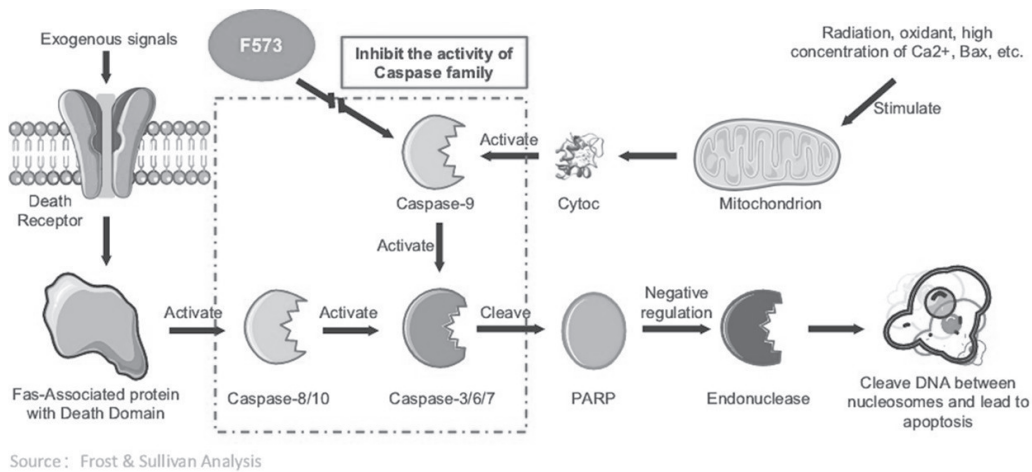 Exogenous signals
F573
Inhibit the activity of
Caspase family
Radiation, oxidant, high
concentration of Ca2+, Bax, etc.
Stimulate
Activate
Death
Receptor
Caspase-9
Cytoc
Mitochondrion
Activate
Activate
Activate
Cleave
Negative
regulation
Fas-Associated protein
with Death Domain
Caspase-8/10
Caspase-3/6/7
PARP
Endonuclease
Cleave DNA between
nucleosomes and lead to
apoptosis
Source： Frost & Sullivan Analysis